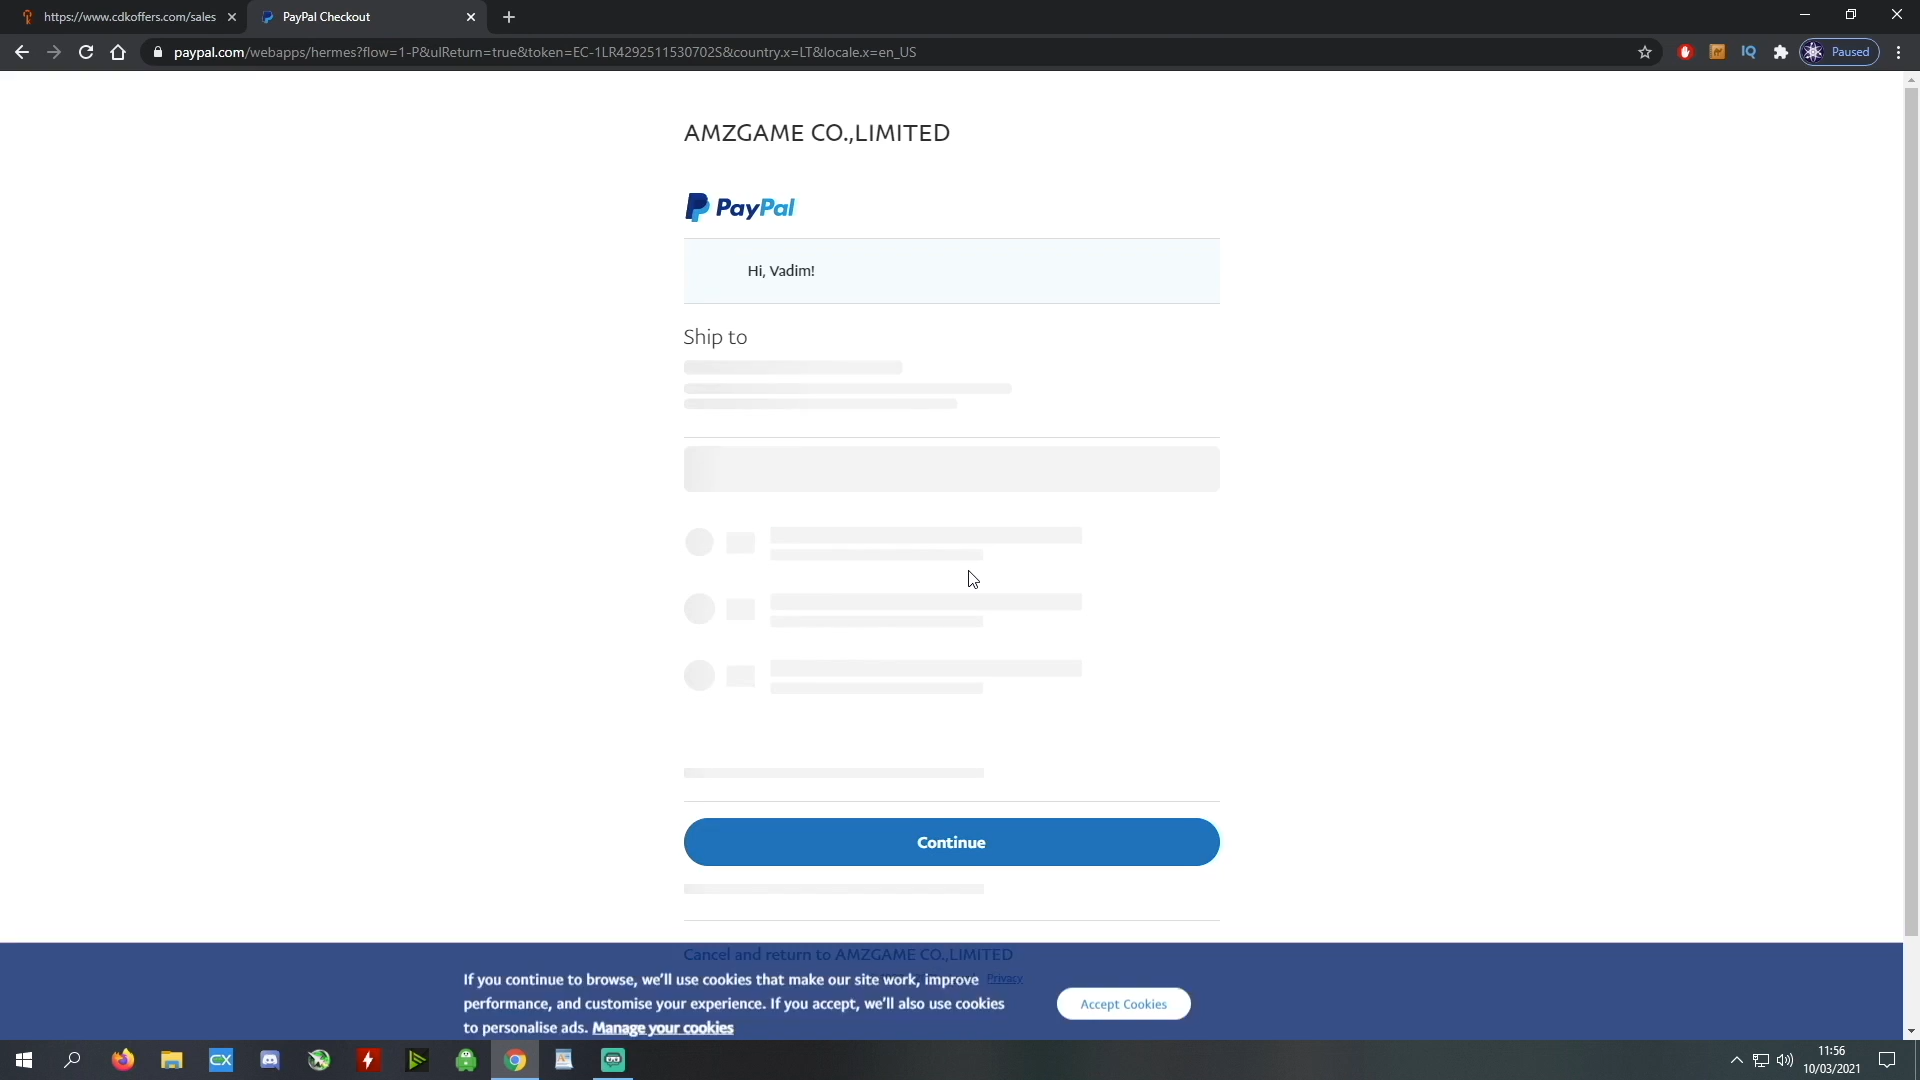 https://www.cdkoffers.com/sales
PayPal Checkout
paypal.com/webapps/hermes?flow=1-P&ulReturn=true&token=EC-1LR4292511530702S&country.x=LT&locale.x=en_US
IQ
Paused
AMZGAME CO.,LIMITED
PayPal
Hi, Vadim!
Ship to
Continue
Cancel and return to AMZGAME CO.,LIMITED
If you continue to browse, we'll use cookies that make our site work, improve
Privacy
performance, and customise your experience. If you accept, we'll also use cookies
to personalise ads. Manage your cookies
Accept Cookies
CX
11:56
10/03/2021